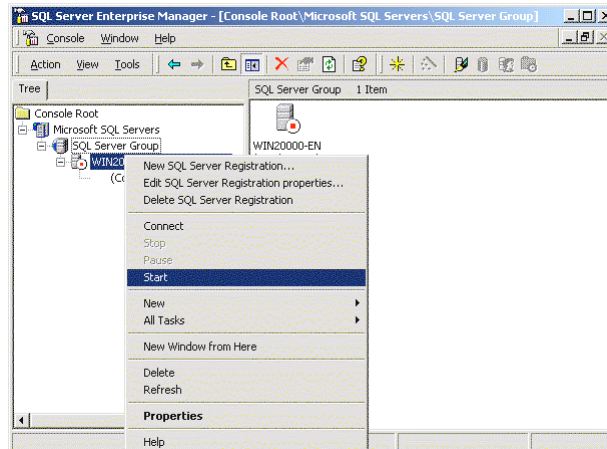 SQL Server Enterprise Manager - [Console Root\Microsoft SQL Servers\SQL Server Group]
Console Window Help
Action View Tools
Tree
SQL Server Group 1 Item
Console Root
Microsoft SQL Servers
SQL Server Group
WIN20
(Co
WIN20000-EN
New SQL Server Registration...
Edit SQL Server Registration properties...
Delete SQL Server Registration
Connect
Stop
Pause
Start
New
All Tasks
New Window from Here
Delete
Refresh
Properties
Help